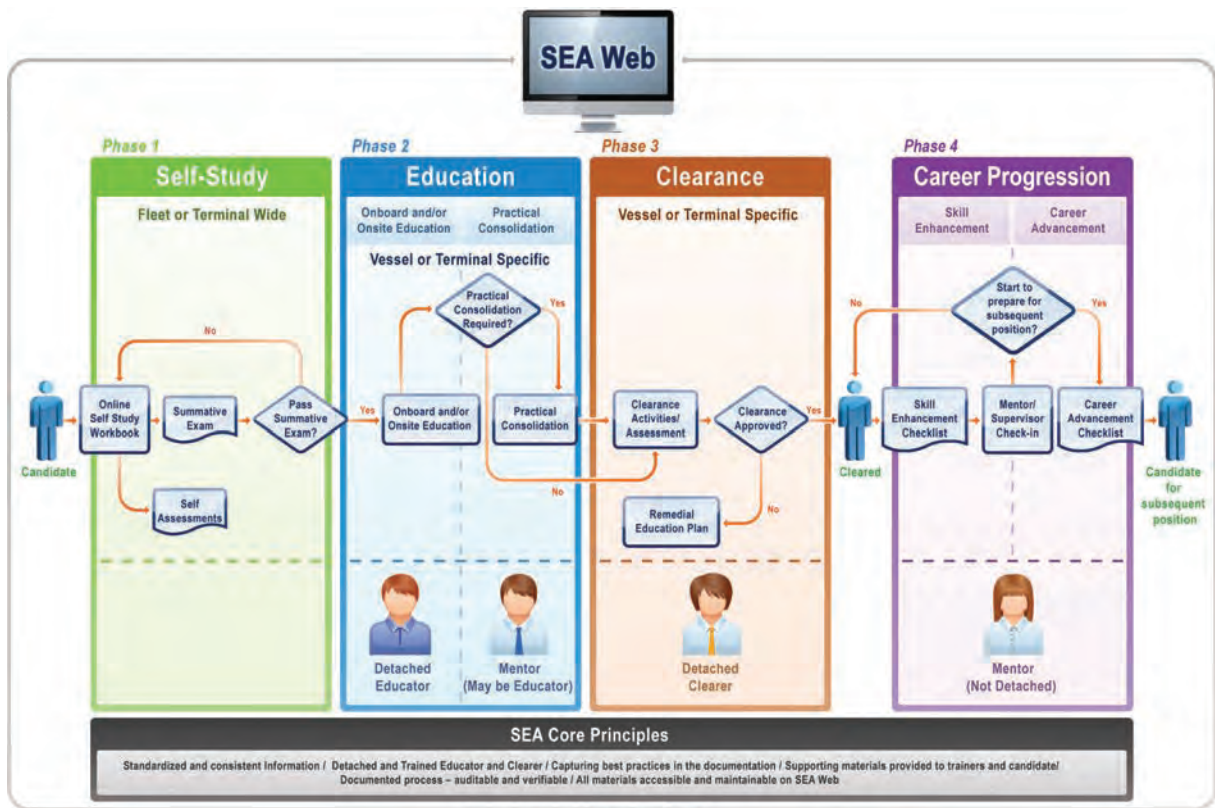 SEA Web
Phase 1
Self-Study
Fleet or Terminal Wide
No
Candidate
Online
Self Study
Workbook
Summative
Exam
Pass
Summative
Exam?
Self
Assessments
Yes
Phase 2
Education
Onboard and/or
Onsite Education
Practical
Consolidation
Vessel or Terminal Specific
Practical
Consolidation
Required?
Yes
Onboard and/or
Onsite Education
Practical
Consolidation
No
Detached
Educator
Mentor
(May be Educator)
Phase 3
Clearance
Vessel or Terminal Specific
Clearance
Activities/
Assessment
Clearance
Approved?
Yes
No
Remedial
Education Plan
Detached
Clearer
Cleared
Phase 4
Career Progression
Skill
Enhancement
Career
Advancement
No
Start to
prepare for
subsequent
position?
Yes
Skill
Enhancement
Checklist
Mentor/
Supervisor
Check-in
Career
Advancement
Checklist
Candidate
for
subsequent
position
Mentor
(Not Detached)
SEA Core Principles
Standardized and consistent Information / Detached and Trained Educator and Clearer / Capturing best practices in the documentation / Supporting materials provided to trainers and candidate/
Documented process – auditable and verifiable / All materials accessible and maintainable on SEA Web